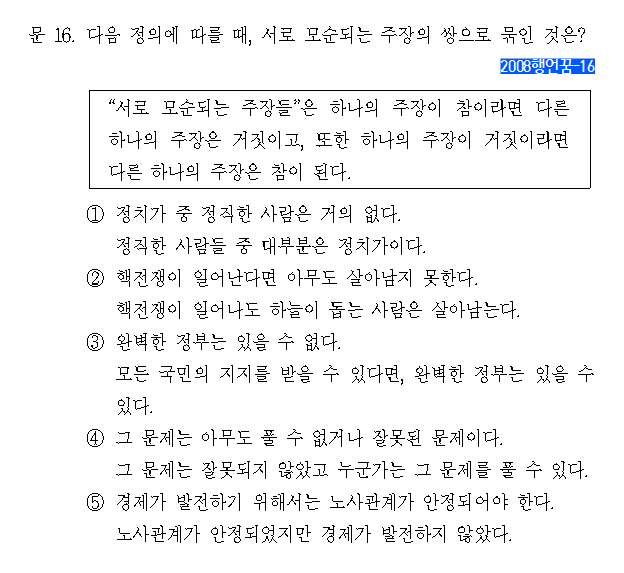 문 16. 다음 정의에 따를 때, 서로 모순되는 주장의 쌍으로 묶인 것은?
2008행언꿈-16
“서로 모순되는 주장들”은 하나의 주장이 참이라면 다른
하나의 주장은 거짓이고, 또한 하나의 주장이 거짓이라면
다른 하나의 주장은 참이 된다.
① 정치가 중 정직한 사람은 거의 없다.
정직한 사람들 중 대부분은 정치가이다.
② 핵전쟁이 일어난다면 아무도 살아남지 못한다.
핵전쟁이 일어나도 하늘이 돕는 사람은 살아남는다.
③ 완벽한 정부는 있을 수 없다.
모든 국민의 지지를 받을 수 있다면, 완벽한 정부는 있을 수
있다.
④ 그 문제는 아무도 풀 수 없거나 잘못된 문제이다.
그 문제는 잘못되지 않았고 누군가는 그 문제를 풀 수 있다.
⑤ 경제가 발전하기 위해서는 노사관계가 안정되어야 한다.
노사관계가 안정되었지만 경제가 발전하지 않았다.